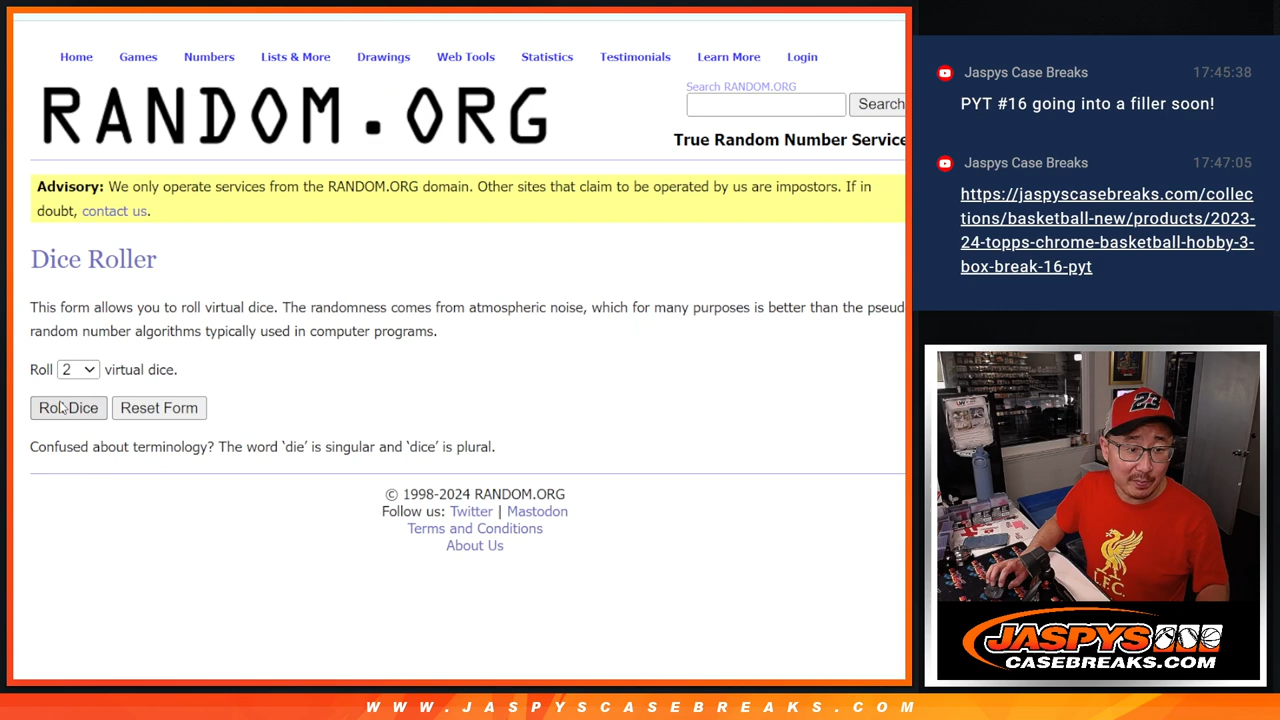 Home Games Numbers Lists & More Drawings Web Tools Statistics Testimonials Learn More Login
RANDOM.ORG
Search RANDOM.ORG
Search
True Random Number Service
Advisory: We only operate services from the RANDOM.ORG domain. Other sites that claim to be operated by us are impostors. If in
doubt, contact us.
Dice Roller
This form allows you to roll virtual dice. The randomness comes from atmospheric noise, which for many purposes is better than the pseud
random number algorithms typically used in computer programs.
Roll 2 virtual dice.
Roll Dice Reset Form
Confused about terminology? The word ‘die’ is singular and ‘dice’ is plural.
© 1998-2024 RANDOM.ORG
Follow us: Twitter | Mastodon
Terms and Conditions
About Us
Jaspys Case Breaks 17:45:38
PYT #16 going into a filler soon!
Jaspys Case Breaks 17:47:05
https://jaspyscasebreaks.com/collec
tions/basketball-new/products/2023-
24-topps-chrome-basketball-hobby-3-
box-break-16-pyt
23
L.F.C.
JASPYS
CASEBREAKS.COM
WWW.JASPYSCASEBREAKS.COM